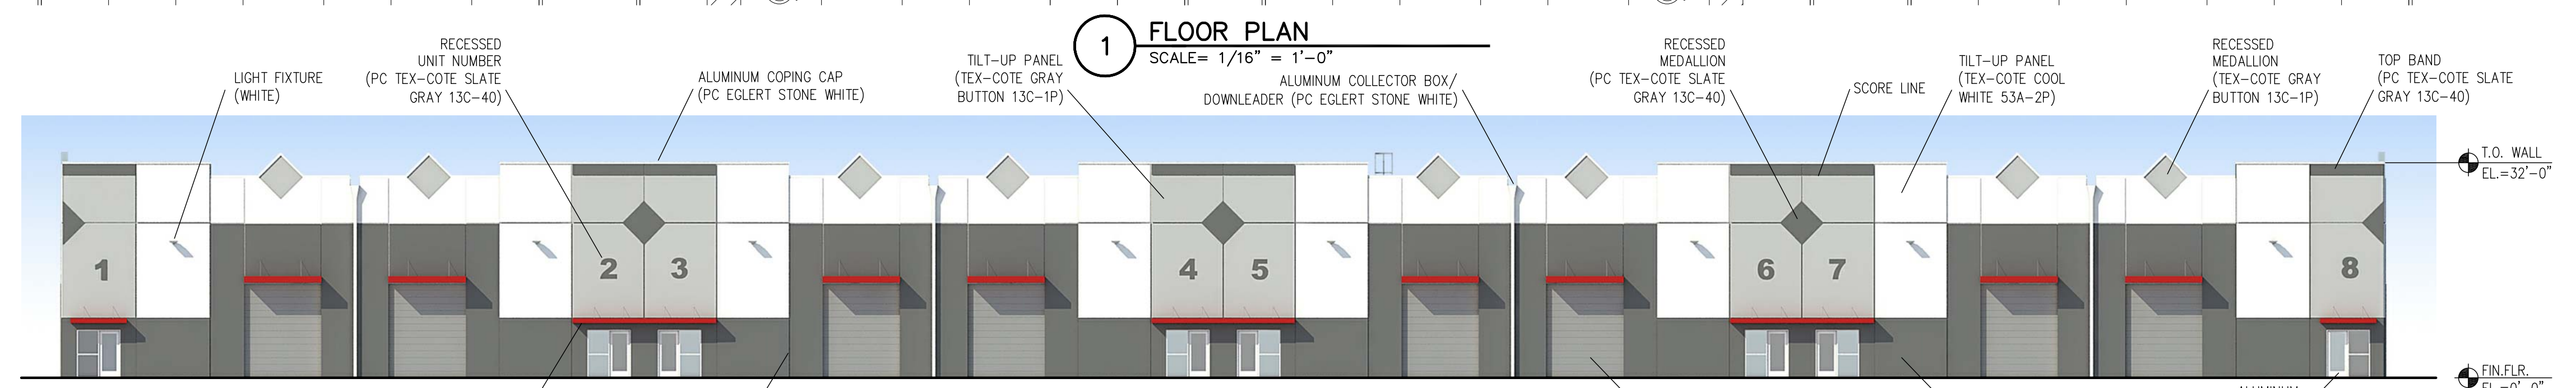 1
FLOOR PLAN
SCALE= 1/16" = 1'-0"
LIGHT FIXTURE
(WHITE)
RECESSED
UNIT NUMBER
(PC TEX-COTE SLATE
GRAY 13C-40)
ALUMINUM COPING CAP
(PC EGLERT STONE WHITE)
TILT-UP PANEL
(TEX-COTE GRAY
BUTTON 13C-1P)
ALUMINUM COLLECTOR BOX/
DOWNLEADER (PC EGLERT STONE WHITE)
RECESSED
MEDALLION
(PC TEX-COTE SLATE
GRAY 13C-40)
SCORE LINE
TILT-UP PANEL
(TEX-COTE COOL
WHITE 53A-2P)
RECESSED
MEDALLION
(TEX-COTE GRAY
BUTTON 13C-1P)
TOP BAND
(PC TEX-COTE SLATE
GRAY 13C-40)
T.O. WALL
EL.=32'-0"
1
2
3
4
5
6
7
8
FIN.FLR.
EL.=0'-0"
ALUMINUM